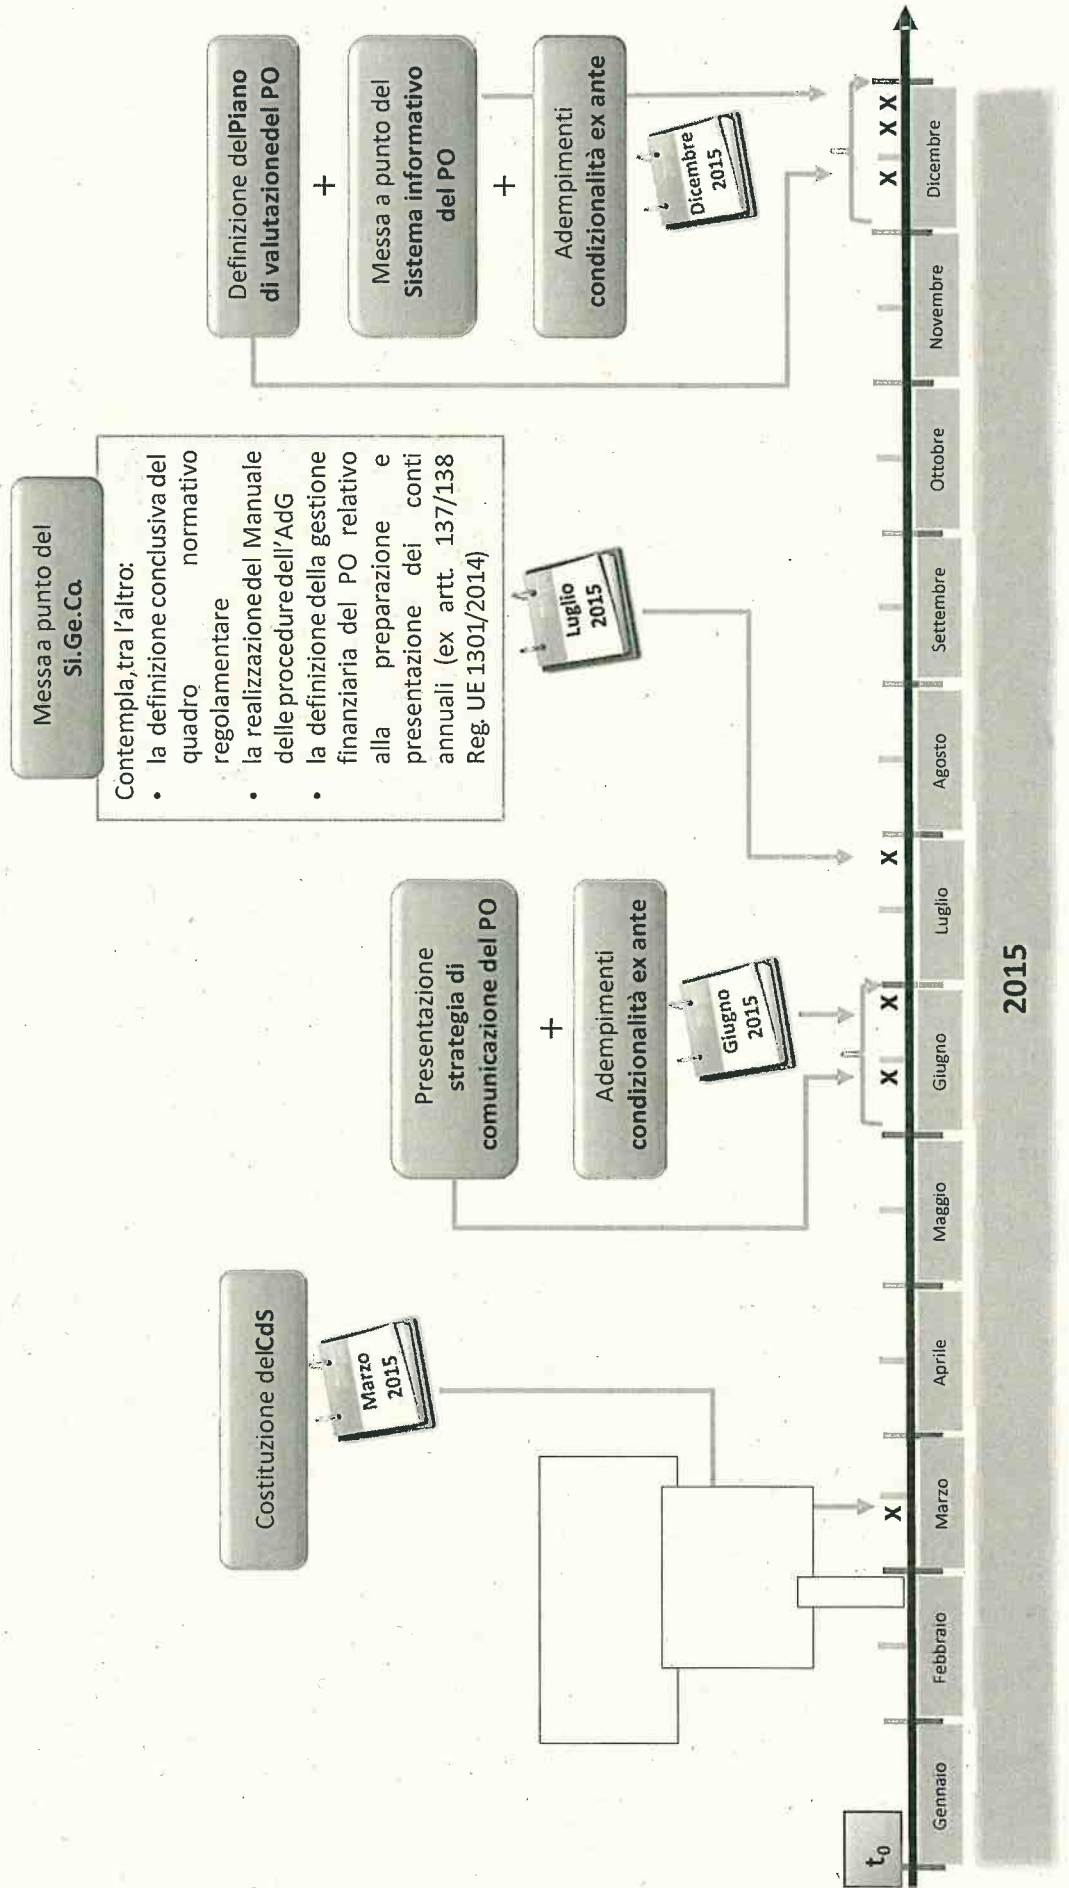 Messa a punto del
Si.Ge.Co.
Contempla, tra l'altro:
• la definizione conclusiva del
quadro normativo
regolamentare
• la realizzazione del Manuale
delle procedure dell'AdG
• la definizione della gestione
finanziaria del PO relativo
alla preparazione e
presentazione dei conti
annuali (ex artt. 137/138
Reg. UE 1301/2014)
Luglio
2015
Costituzione del CdS
Marzo
2015
Presentazione
strategia di
comunicazione del PO
+
Adempimenti
condizionalità ex ante
Giugno
2015
Definizione del Piano
di valutazione del PO
+
Messa a punto del
Sistema informativo
del PO
+
Adempimenti
condizionalità ex ante
Dicembre
2015
t0
X X X X X X X
Gennaio Febbraio Marzo Aprile Maggio Giugno Luglio Agosto Settembre Ottobre Novembre Dicembre
2015